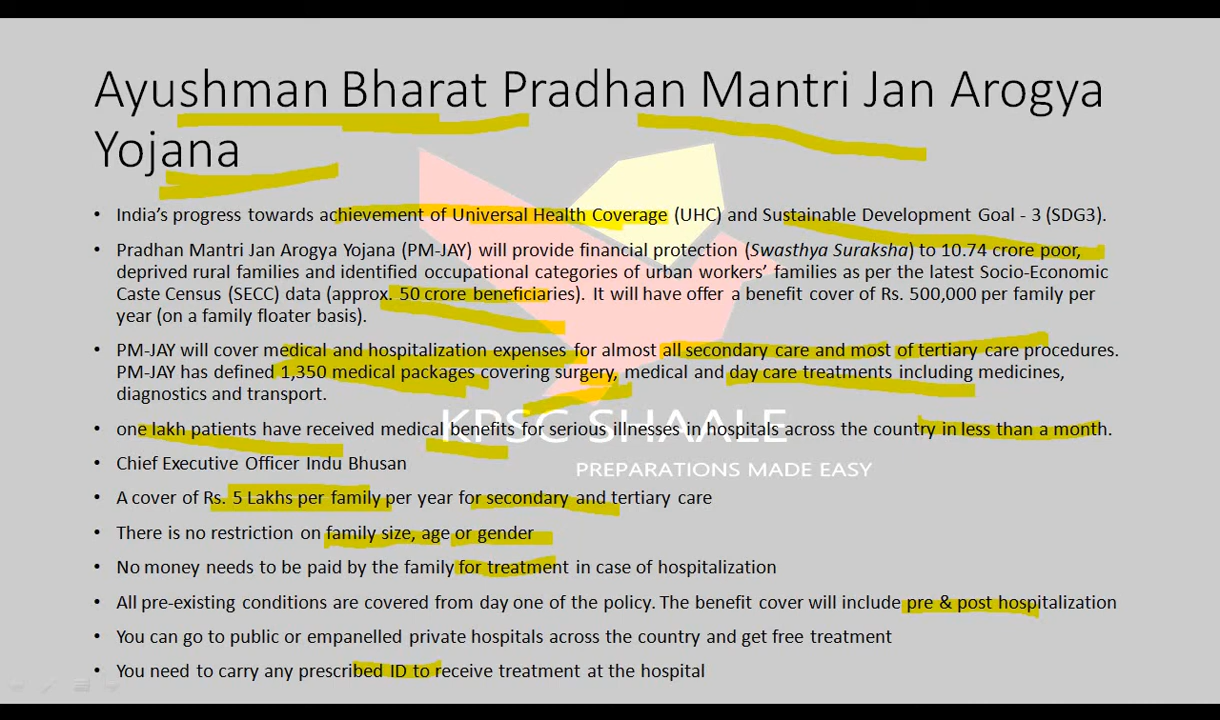 Ayushman Bharat Pradhan Mantri Jan Arogya
Yojana
• India's progress towards achievement of Universal Health Coverage (UHC) and Sustainable Development Goal - 3 (SDG3).
• Pradhan Mantri Jan Arogya Yojana (PM-JAY) will provide financial protection (Swasthya Suraksha) to 10.74 crore poor,
deprived rural families and identified occupational categories of urban workers' families as per the latest Socio-Economic
Caste Census (SECC) data (approx. 50 crore beneficiaries). It will have offer a benefit cover of Rs. 500,000 per family per
year (on a family floater basis).
• PM-JAY will cover medical and hospitalization expenses for almost all secondary care and most of tertiary care procedures.
PM-JAY has defined 1,350 medical packages covering surgery, medical and day care treatments including medicines,
diagnostics and transport.
• one lakh patients have received medical benefits for serious illnesses in hospitals across the country in less than a month.
KPSC SHAALE
• Chief Executive Officer Indu Bhusan
PREPARATIONS MADE EASY
• A cover of Rs. 5 Lakhs per family per year for secondary and tertiary care
• There is no restriction on family size, age or gender
• No money needs to be paid by the family for treatment in case of hospitalization
• All pre-existing conditions are covered from day one of the policy. The benefit cover will include pre & post hospitalization
• You can go to public or empanelled private hospitals across the country and get free treatment
• You need to carry any prescribed ID to receive treatment at the hospital